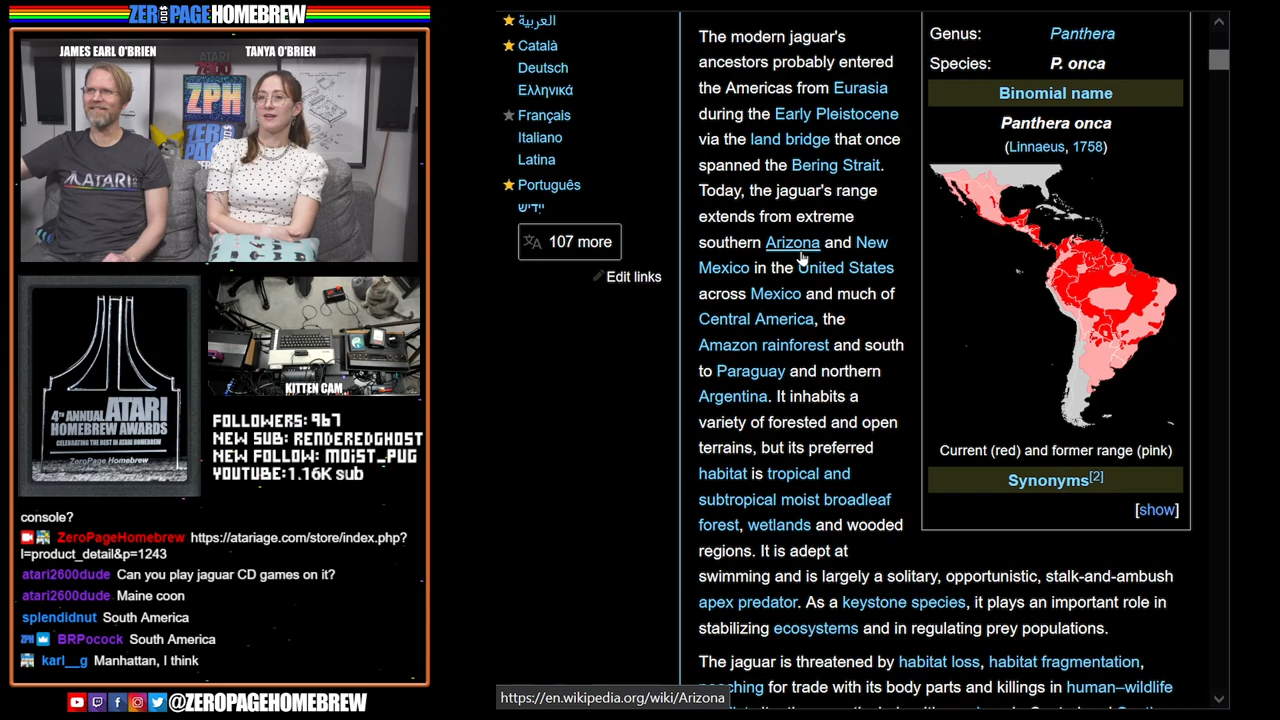 ZEROPAGEHOMEBREW
JAMES EARL O'BRIEN
TANYA O'BRIEN
ATARI
ZPH
ATARI
4TH ANNUAL ATARI
HOMEBREW AWARDS
CELEBRATING THE BEST IN ATARI HOMEBREW
ZeroPage Homebrew
KITTEN CAM
FOLLOWERS: 967
NEW SUB: RENDEREDGHOST
NEW FOLLOW: MOIST_PUG
YOUTUBE:1.16K sub
console?
ZeroPageHomebrew https://atariage.com/store/index.php?
l=product_detail&p=1243
atari2600dude Can you play jaguar CD games on it?
atari2600dude Maine coon
splendidnut South America
ZPH BRPocock South America
karl__g Manhattan, I think
@ZEROPAGEHOMEBREW
العربية
Català
Deutsch
Ελληνικά
Français
Italiano
Latina
Português
ייִדיש
107 more
Edit links
The modern jaguar's
ancestors probably entered
the Americas from Eurasia
during the Early Pleistocene
via the land bridge that once
spanned the Bering Strait.
Today, the jaguar's range
extends from extreme
southern Arizona and New
Mexico in the United States
across Mexico and much of
Central America, the
Amazon rainforest and south
to Paraguay and northern
Argentina. It inhabits a
variety of forested and open
terrains, but its preferred
habitat is tropical and
subtropical moist broadleaf
forest, wetlands and wooded
regions. It is adept at
swimming and is largely a solitary, opportunistic, stalk-and-ambush
apex predator. As a keystone species, it plays an important role in
stabilizing ecosystems and in regulating prey populations.
The jaguar is threatened by habitat loss, habitat fragmentation,
poaching for trade with its body parts and killings in human–wildlife
Genus: Panthera
Species: P. onca
Binomial name
Panthera onca
(Linnaeus, 1758)
Current (red) and former range (pink)
Synonyms[2]
[show]
https://en.wikipedia.org/wiki/Arizona